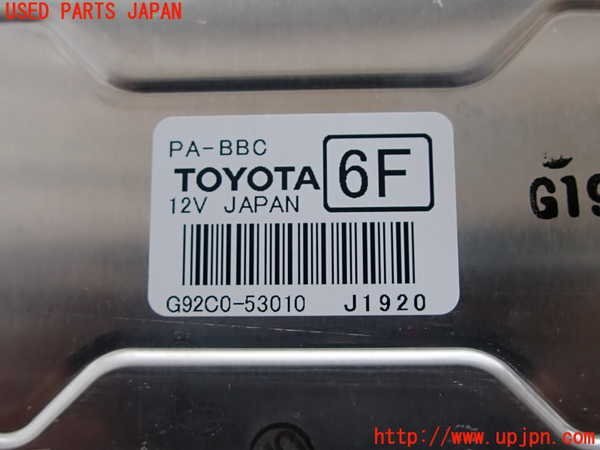 USED PARTS JAPAN
PA-BBC
TOYOTA 6F
12V JAPAN
G92C0-53010 J1920
G19
http://www.upjpn.com/